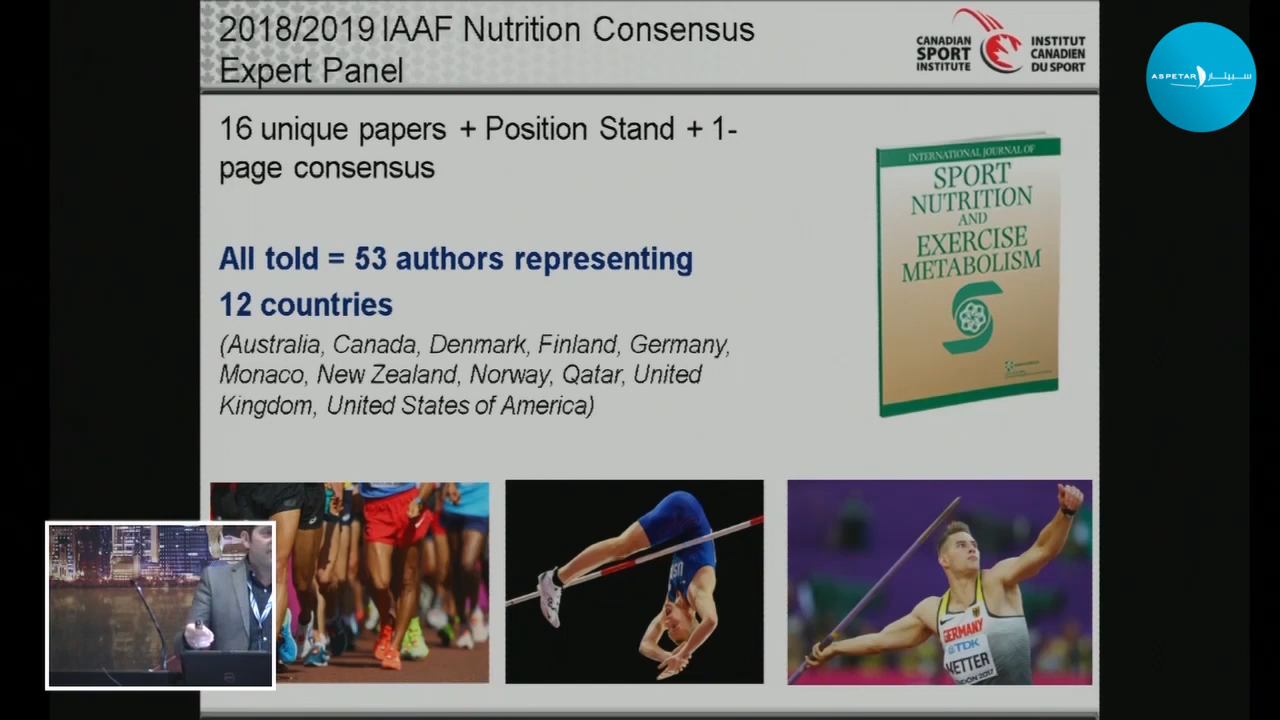 2018/2019 IAAF Nutrition Consensus
Expert Panel
CANADIAN
SPORT
INSTITUTE
INSTITUT
CANADIEN
DU SPORT
ASPETAR سبيتار
16 unique papers + Position Stand + 1-
page consensus
All told = 53 authors representing
12 countries
(Australia, Canada, Denmark, Finland, Germany,
Monaco, New Zealand, Norway, Qatar, United
Kingdom, United States of America)
INTERNATIONAL JOURNAL OF
SPORT
NUTRITION
AND
EXERCISE
METABOLISM
GERMANY
TDK
VETTER